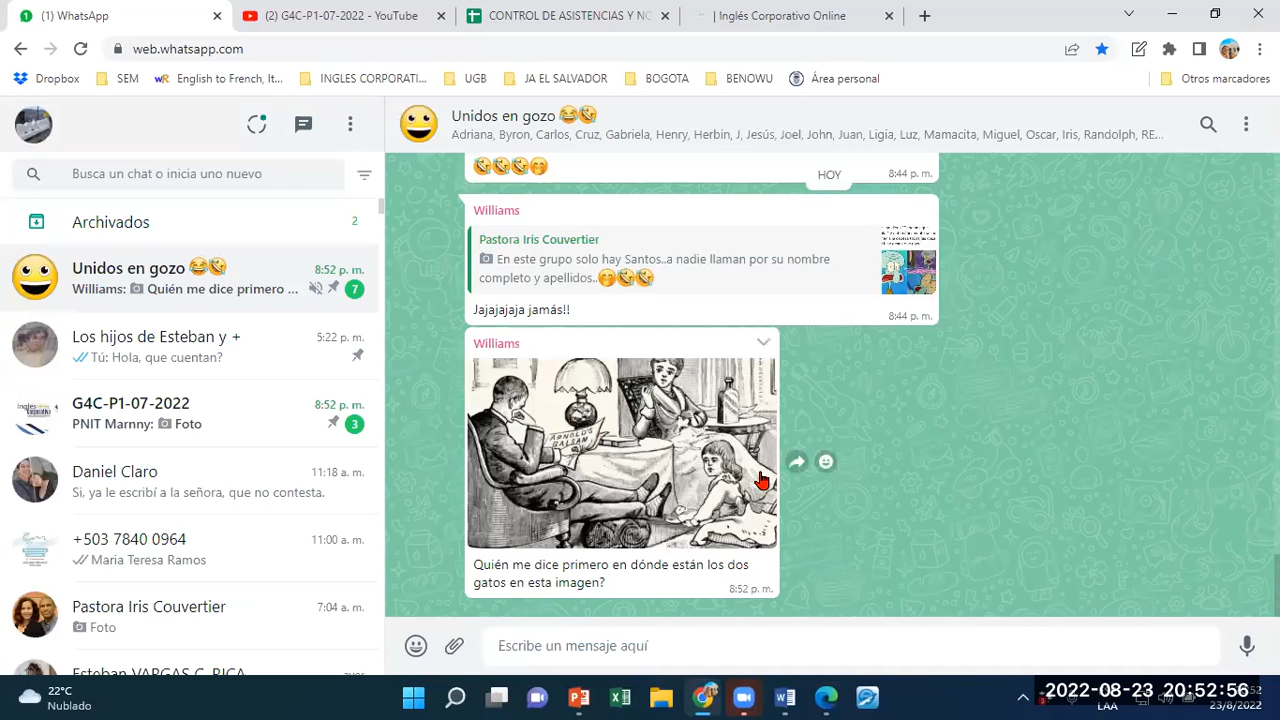 (1) WhatsApp
(2) G4C-P1-07-2022 - YouTube
CONTROL DE ASISTENCIAS Y NO
| Inglés Corporativo Online
web.whatsapp.com
Dropbox
SEM
English to French, It...
INGLES CORPORATI...
UGB
JA EL SALVADOR
BOGOTA
BENOWU
Área personal
Otros marcadores
Unidos en gozo
Adriana, Byron, Carlos, Cruz, Gabriela, Henry, Herbin, J, Jesús, Joel, John, Juan, Ligia, Luz, Mamacita, Miguel, Oscar, Iris, Randolph, RE...
Busca un chat o inicia uno nuevo
Archivados 2
Unidos en gozo 8:52 p. m.
Williams: Quién me dice primero ... 7
Los hijos de Esteban y + 5:22 p. m.
Tú: Hola, que cuentan?
G4C-P1-07-2022 8:52 p. m.
PNIT Marnny: Foto 3
Daniel Claro 11:18 a. m.
Si, ya le escribí a la señora, que no contesta.
+503 7840 0964 11:00 a. m.
Maria Teresa Ramos
Pastora Iris Couvertier 7:04 a. m.
Foto
Esteban VARGAS C. RICA
8:44 p. m.
HOY
Williams
Pastora Iris Couvertier
En este grupo solo hay Santos..a nadie llaman por su nombre
completo y apellidos..
Jajajajaja jamás!!
8:44 p. m.
Williams
ARNOLD'S
BALSAM
Quién me dice primero en dónde están los dos
gatos en esta imagen?
8:52 p. m.
Escribe un mensaje aquí
22°C
Nublado
LAA
2022-08-23 20:52:56
23/8/2022